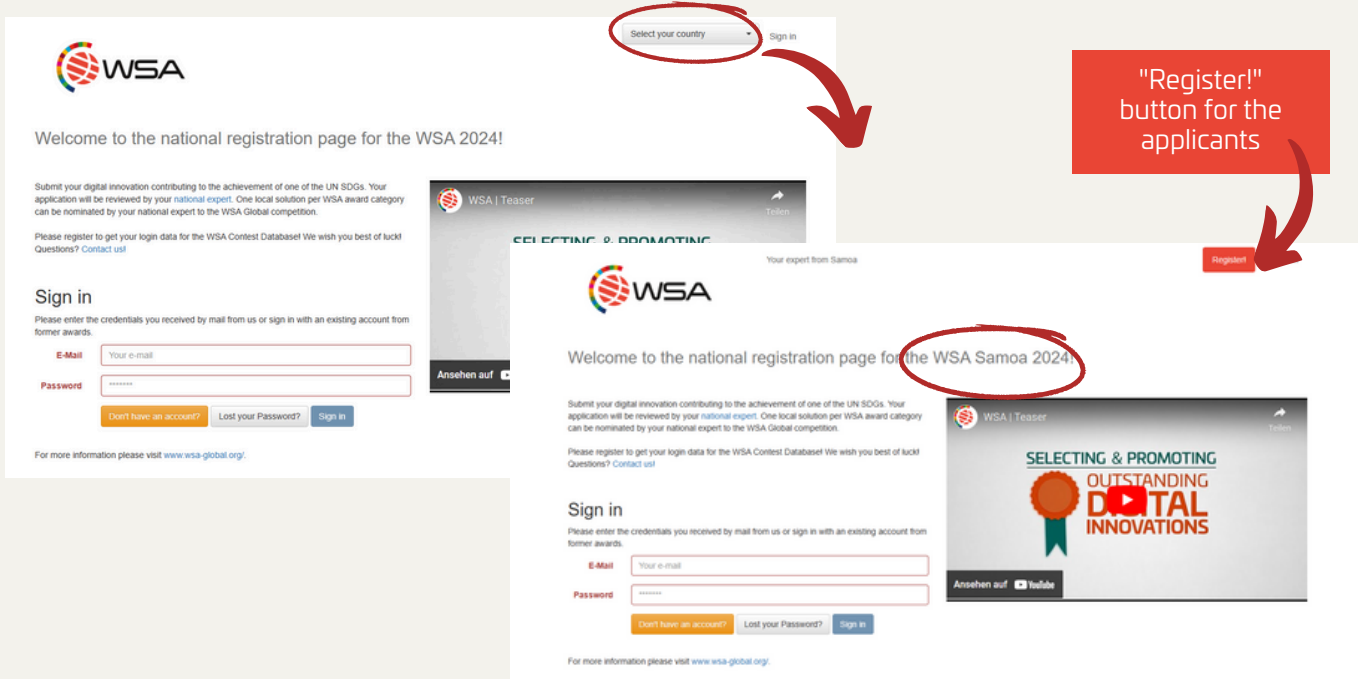 Select your country
Sign in
WSA
Welcome to the national registration page for the WSA 2024!
Submit your digital innovation contributing to the achievement of one of the UN SDGs. Your
application will be reviewed by your national expert. One local solution per WSA award category
can be nominated by your national expert to the WSA Global competition.
Please register to get your login data for the WSA Contest Database! We wish you best of luck!
Questions? Contact us!
Sign in
Please enter the credentials you received by mail from us or sign in with an existing account from
former awards.
E-Mail
Your e-mail
Password
*******
Don't have an account?
Lost your Password?
Sign in
For more information please visit www.wsa-global.org/.
WSA | Teaser
Teilen
SELECTING & PROMOTING
Ansehen auf
"Register!"
button for the
applicants
Your expert from Samoa
Register!
WSA
Welcome to the national registration page for the WSA Samoa 2024!
Submit your digital innovation contributing to the achievement of one of the UN SDGs. Your
application will be reviewed by your national expert. One local solution per WSA award category
can be nominated by your national expert to the WSA Global competition.
Please register to get your login data for the WSA Contest Database! We wish you best of luck!
Questions? Contact us!
Sign in
Please enter the credentials you received by mail from us or sign in with an existing account from
former awards.
E-Mail
Your e-mail
Password
*******
Don't have an account?
Lost your Password?
Sign in
For more information please visit www.wsa-global.org/.
WSA | Teaser
Teilen
SELECTING & PROMOTING
OUTSTANDING
INNOVATIONS
Ansehen auf YouTube